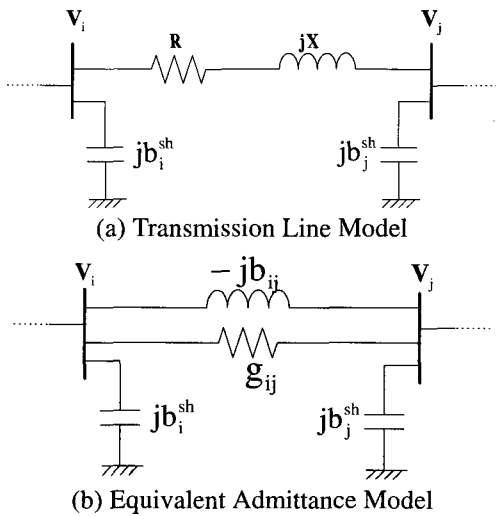 V_i V_j
R jX
jb_i^sh jb_j^sh
(a) Transmission Line Model
V_i V_j
− jb_ij
g_ij
jb_i^sh jb_j^sh
(b) Equivalent Admittance Model